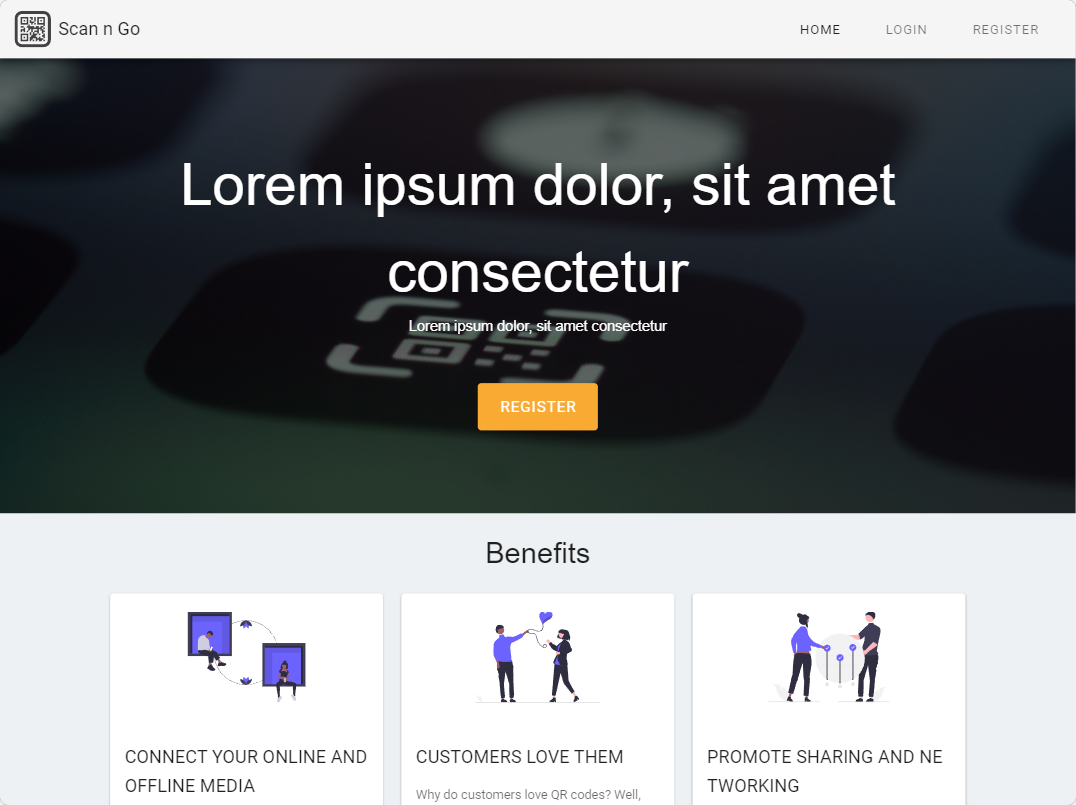 Scan n Go
HOME LOGIN REGISTER
Lorem ipsum dolor, sit amet
consectetur
Lorem ipsum dolor, sit amet consectetur
REGISTER
Benefits
CONNECT YOUR ONLINE AND
OFFLINE MEDIA
CUSTOMERS LOVE THEM
Why do customers love QR codes? Well,
PROMOTE SHARING AND NE
TWORKING